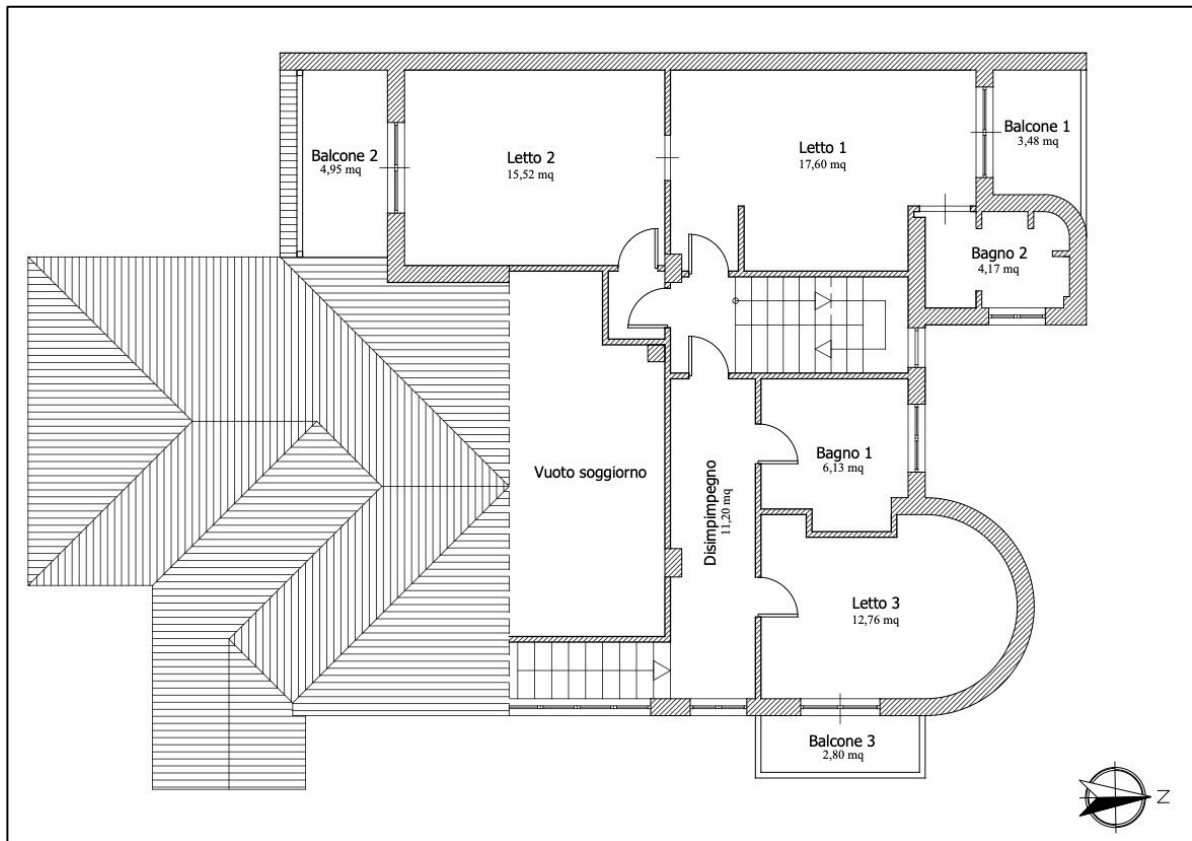 Balcone 2
4,95 mq
Letto 2
15,52 mq
Letto 1
17,60 mq
Balcone 1
3,48 mq
Bagno 2
4,17 mq
Vuoto soggiorno
Disimpimpegno
11,20 mq
Bagno 1
6,13 mq
Letto 3
12,76 mq
Balcone 3
2,80 mq
N